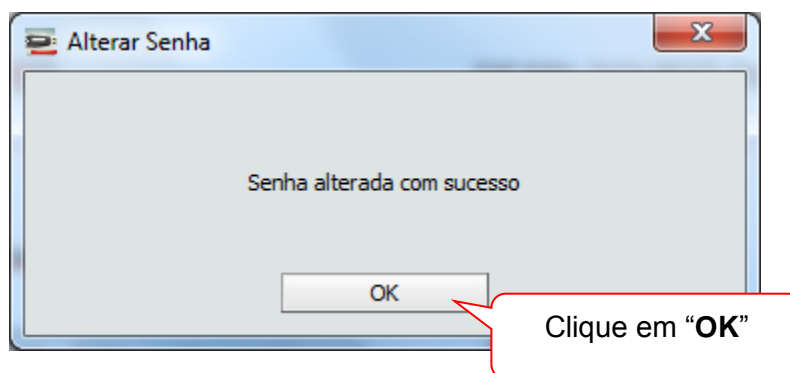 Alterar Senha
Senha alterada com sucesso
OK
Clique em “OK”